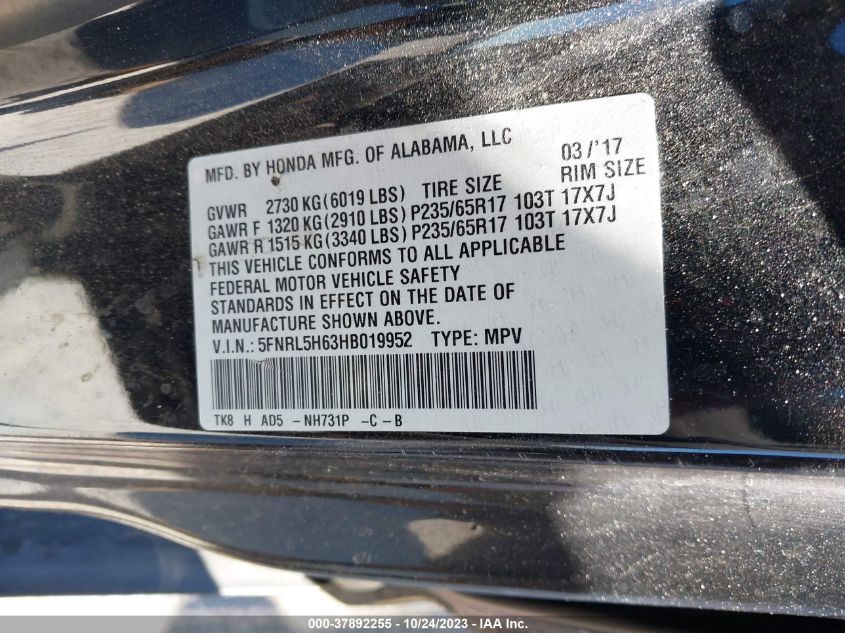 MFD. BY HONDA MFG. OF ALABAMA, LLC 03/'17
GVWR 2730 KG(6019 LBS) TIRE SIZE RIM SIZE
GAWR F 1320 KG(2910 LBS) P235/65R17 103T 17X7J
GAWR R 1515 KG(3340 LBS) P235/65R17 103T 17X7J
THIS VEHICLE CONFORMS TO ALL APPLICABLE
FEDERAL MOTOR VEHICLE SAFETY
STANDARDS IN EFFECT ON THE DATE OF
MANUFACTURE SHOWN ABOVE.
V.I.N.: 5FNRL5H63HB019952 TYPE: MPV
TK8 H AD5 -NH731P -C-B
000-37892255 - 10/24/2023 - IAA Inc.